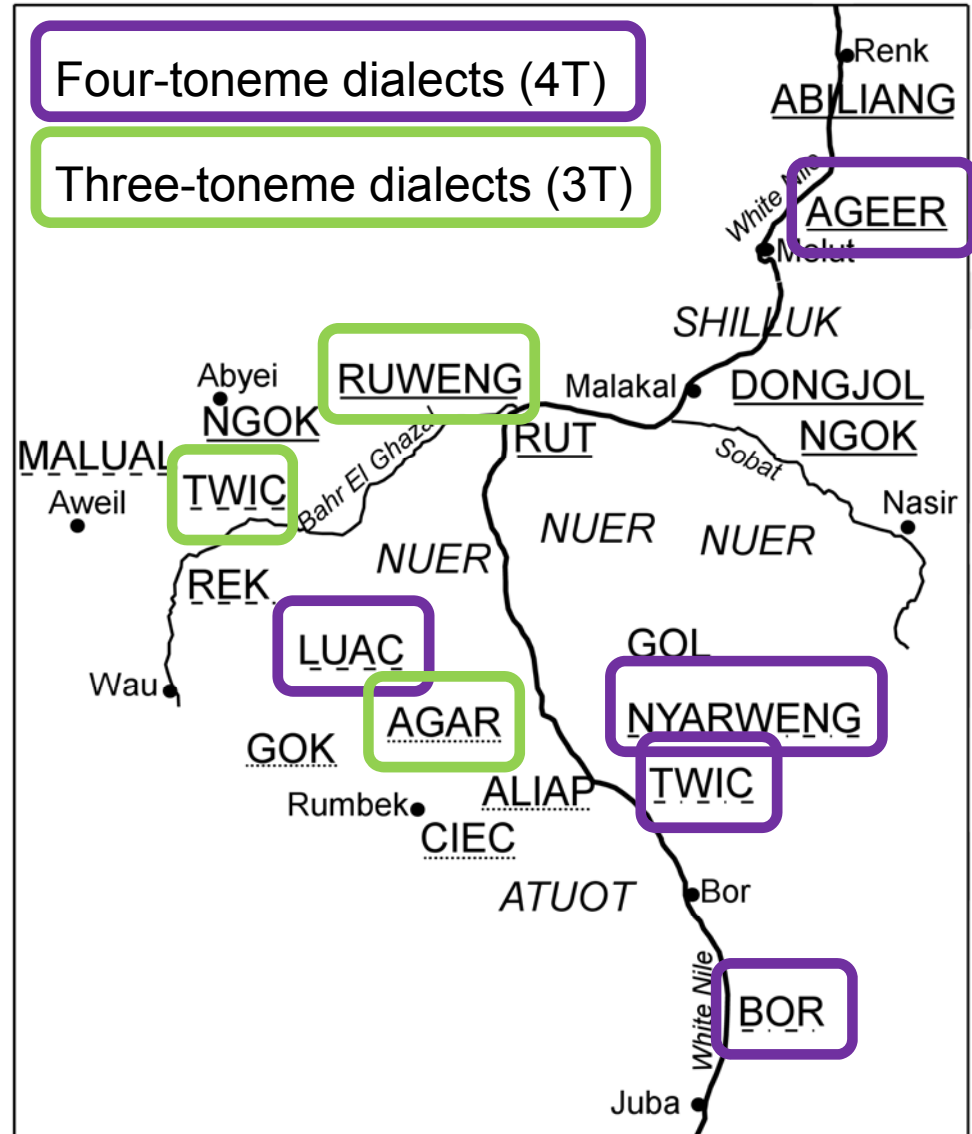 Four-toneme dialects (4T)
Three-toneme dialects (3T)
Renk
ABILIANG
White Nile
AGEER
Melut
SHILLUK
Abyei
RUWENG
Malakal
DONGJOL
NGOK
RUT
NGOK
MALUAL
TWIC
Bahr El Ghazal
Sobat
Aweil
Nasir
NUER
NUER
NUER
REK
LUAC
GOL
Wau
AGAR
NYARWENG
GOK
TWIC
ALIAP
Rumbek
CIEC
ATUOT
Bor
White Nile
BOR
Juba